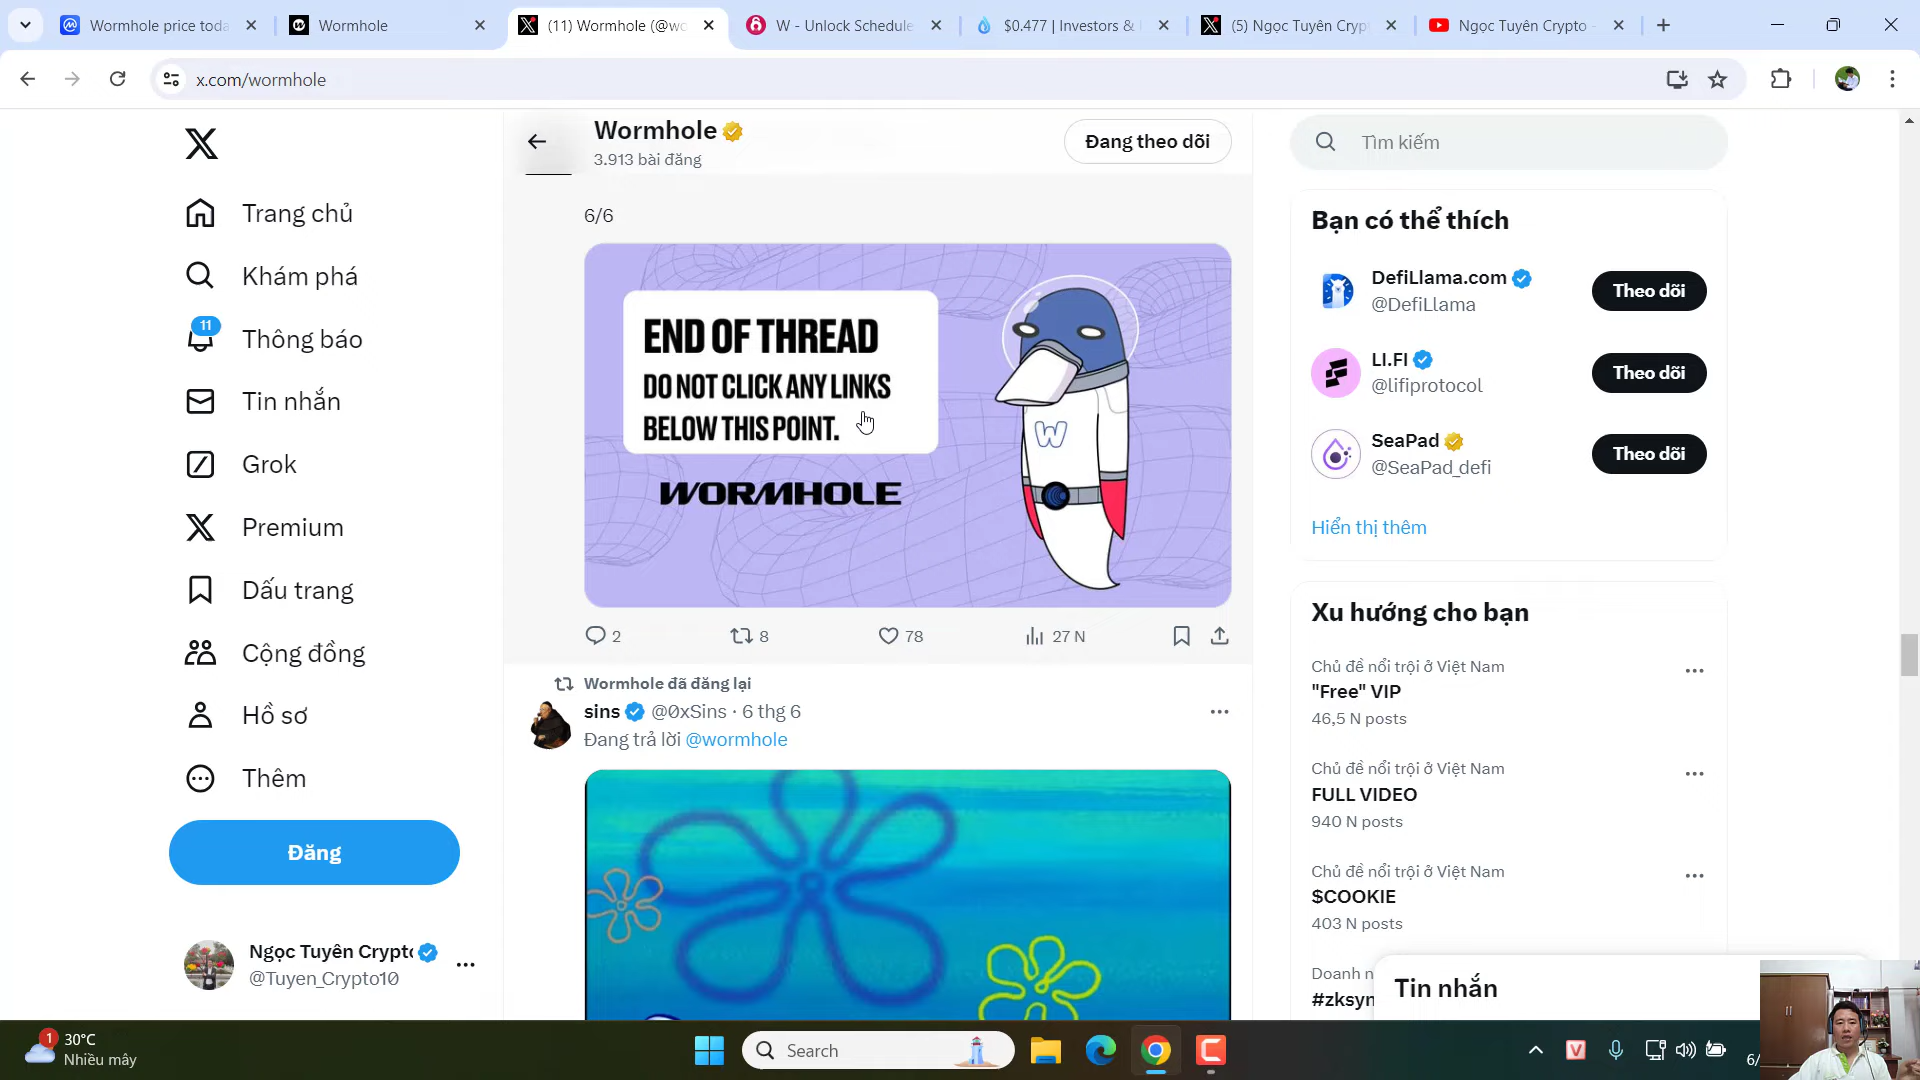 Wormhole price toda
Wormhole
(11) Wormhole (@wo
W - Unlock Schedule
$0.477 | Investors &
(5) Ngọc Tuyên Cryp
Ngọc Tuyên Crypto -
x.com/wormhole
Wormhole
3.913 bài đăng
Đang theo dõi
Tìm kiếm
Trang chủ
Khám phá
11
Thông báo
Tin nhắn
Grok
Premium
Dấu trang
Cộng đồng
Hồ sơ
Thêm
Đăng
Ngọc Tuyên Crypto
@Tuyen_Crypto10
6/6
END OF THREAD
DO NOT CLICK ANY LINKS
BELOW THIS POINT.
WORMHOLE
W
2
8
78
27 N
Wormhole đã đăng lại
sins @0xSins · 6 thg 6
Đang trả lời @wormhole
Bạn có thể thích
DefiLlama.com
@DefiLlama
Theo dõi
LI.FI
@lifiprotocol
Theo dõi
SeaPad
@SeaPad_defi
Theo dõi
Hiển thị thêm
Xu hướng cho bạn
Chủ đề nổi trội ở Việt Nam
"Free" VIP
46,5 N posts
Chủ đề nổi trội ở Việt Nam
FULL VIDEO
940 N posts
Chủ đề nổi trội ở Việt Nam
$COOKIE
403 N posts
Doanh n
#zksyn
Tin nhắn
1
30°C
Nhiều mây
Search
V
6/